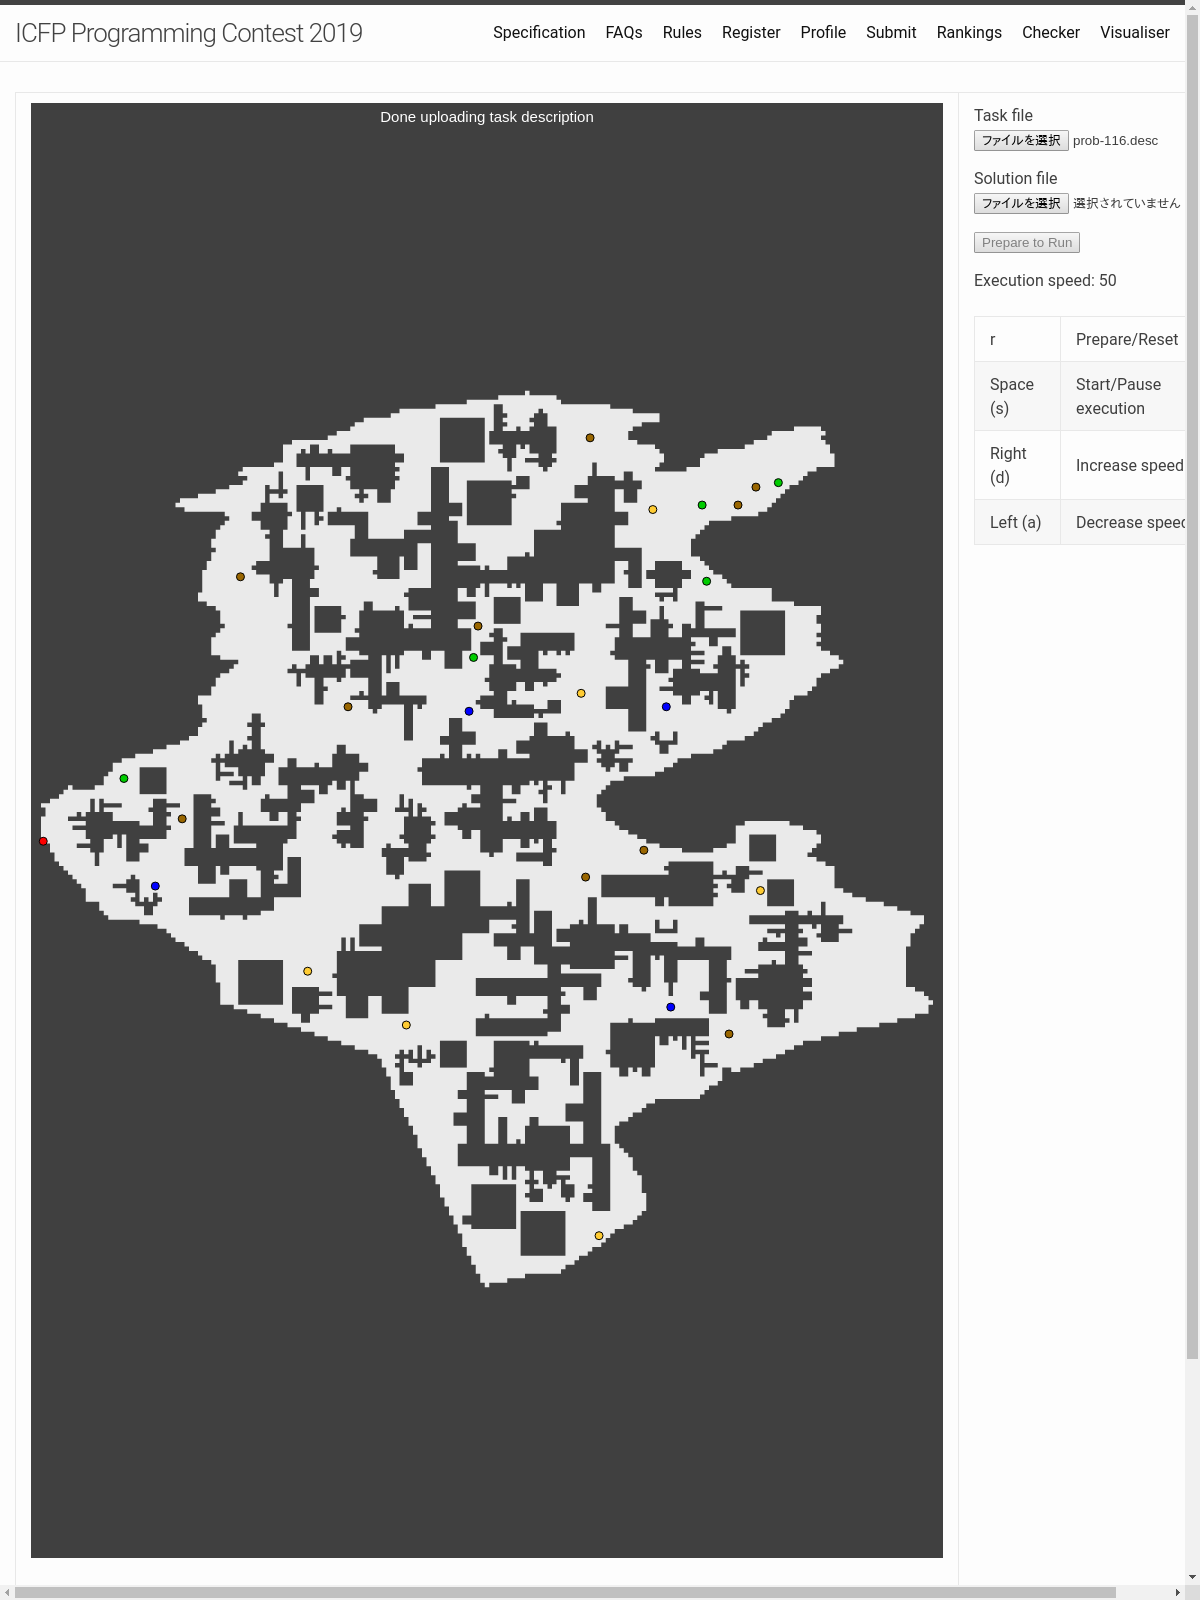 ICFP Programming Contest 2019
Specification FAQs Rules Register Profile Submit Rankings Checker Visualiser
Done uploading task description
Task file
ファイルを選択 prob-116.desc
Solution file
ファイルを選択 選択されていません
Prepare to Run
Execution speed: 50
r Prepare/Reset
Space (s) Start/Pause execution
Right (d) Increase speed
Left (a) Decrease speed